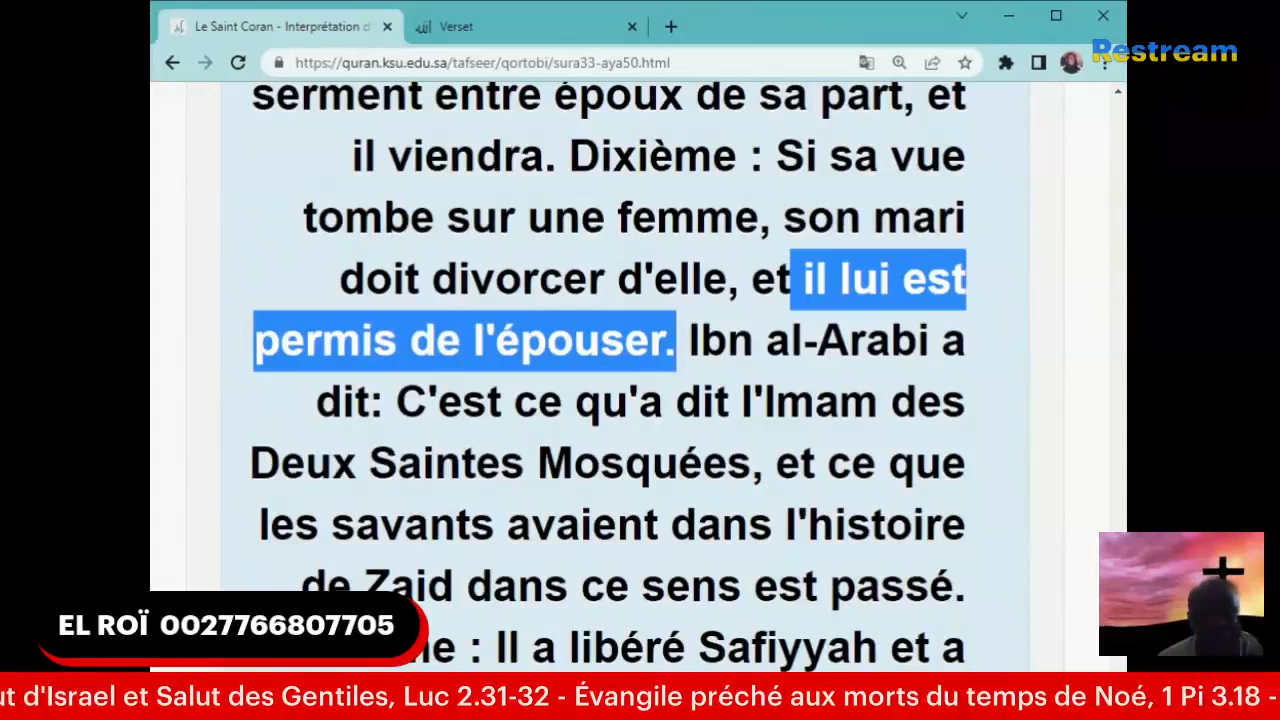 Le Saint Coran - Interprétation d
Verset
https://quran.ksu.edu.sa/tafseer/qortobi/sura33-aya50.html
Restream
serment entre époux de sa part, et
il viendra. Dixième : Si sa vue
tombe sur une femme, son mari
doit divorcer d'elle, et il lui est
permis de l'épouser. Ibn al-Arabi a
dit: C'est ce qu'a dit l'Imam des
Deux Saintes Mosquées, et ce que
les savants avaient dans l'histoire
de Zaid dans ce sens est passé.
: Il a libéré Safiyyah et a
EL ROÏ 0027766807705
ut d'Israel et Salut des Gentiles, Luc 2.31-32 - Évangile préché aux morts du temps de Noé, 1 Pi 3.18 -